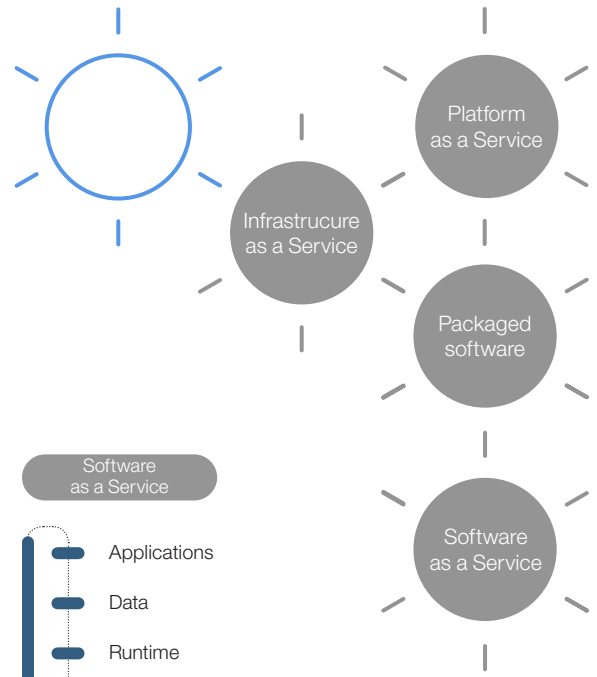 Platform
as a Service
Infrastrucure
as a Service
Packaged
software
Software
as a Service
Applications
Data
Runtime
Software
as a Service